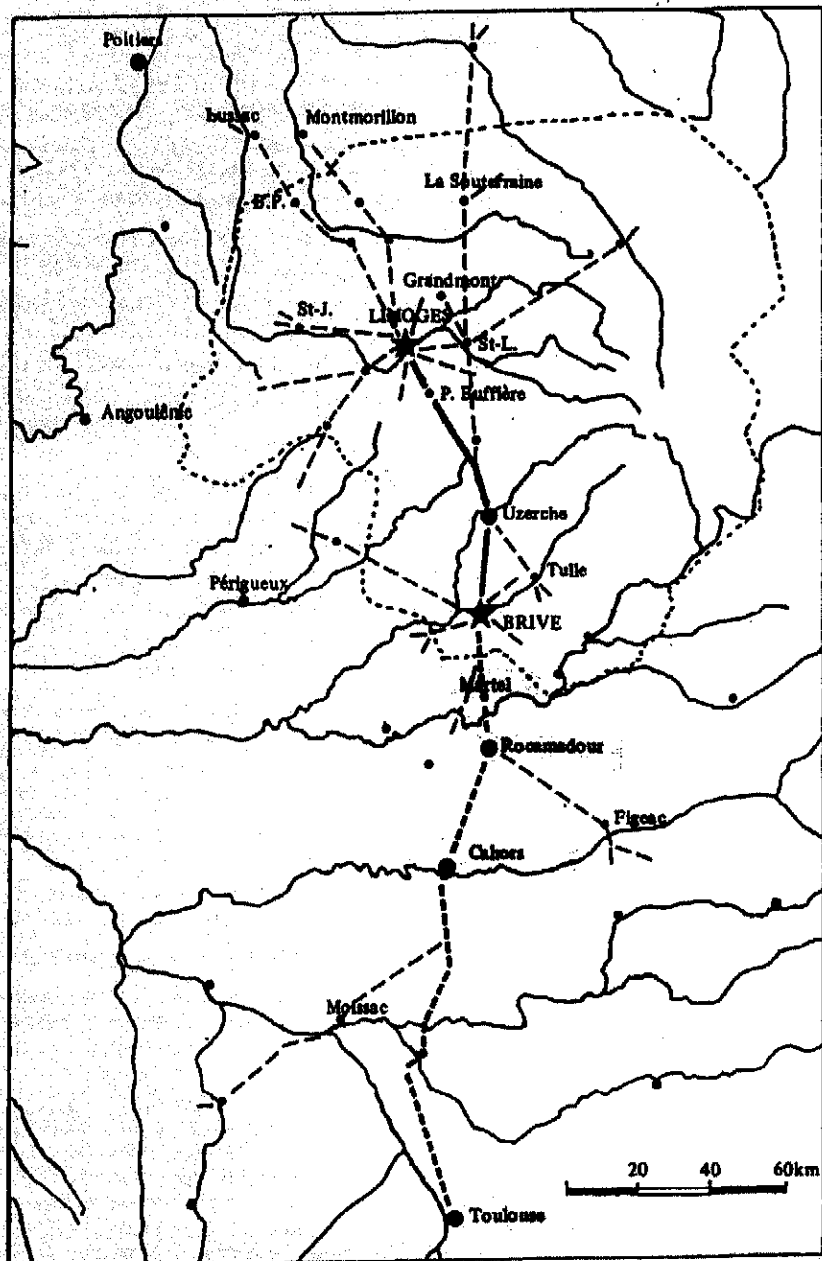 Poitiers
Lussac
Montmorillon
La Souterraine
B.P.
Grandmont
St-J.
LIMOGES
St-L.
P. Buffière
Angoulême
Uzerche
Tulle
Périgueux
BRIVE
Martel
Rocamadour
Figeac
Cahors
Moissac
20 40 60km
Toulouse